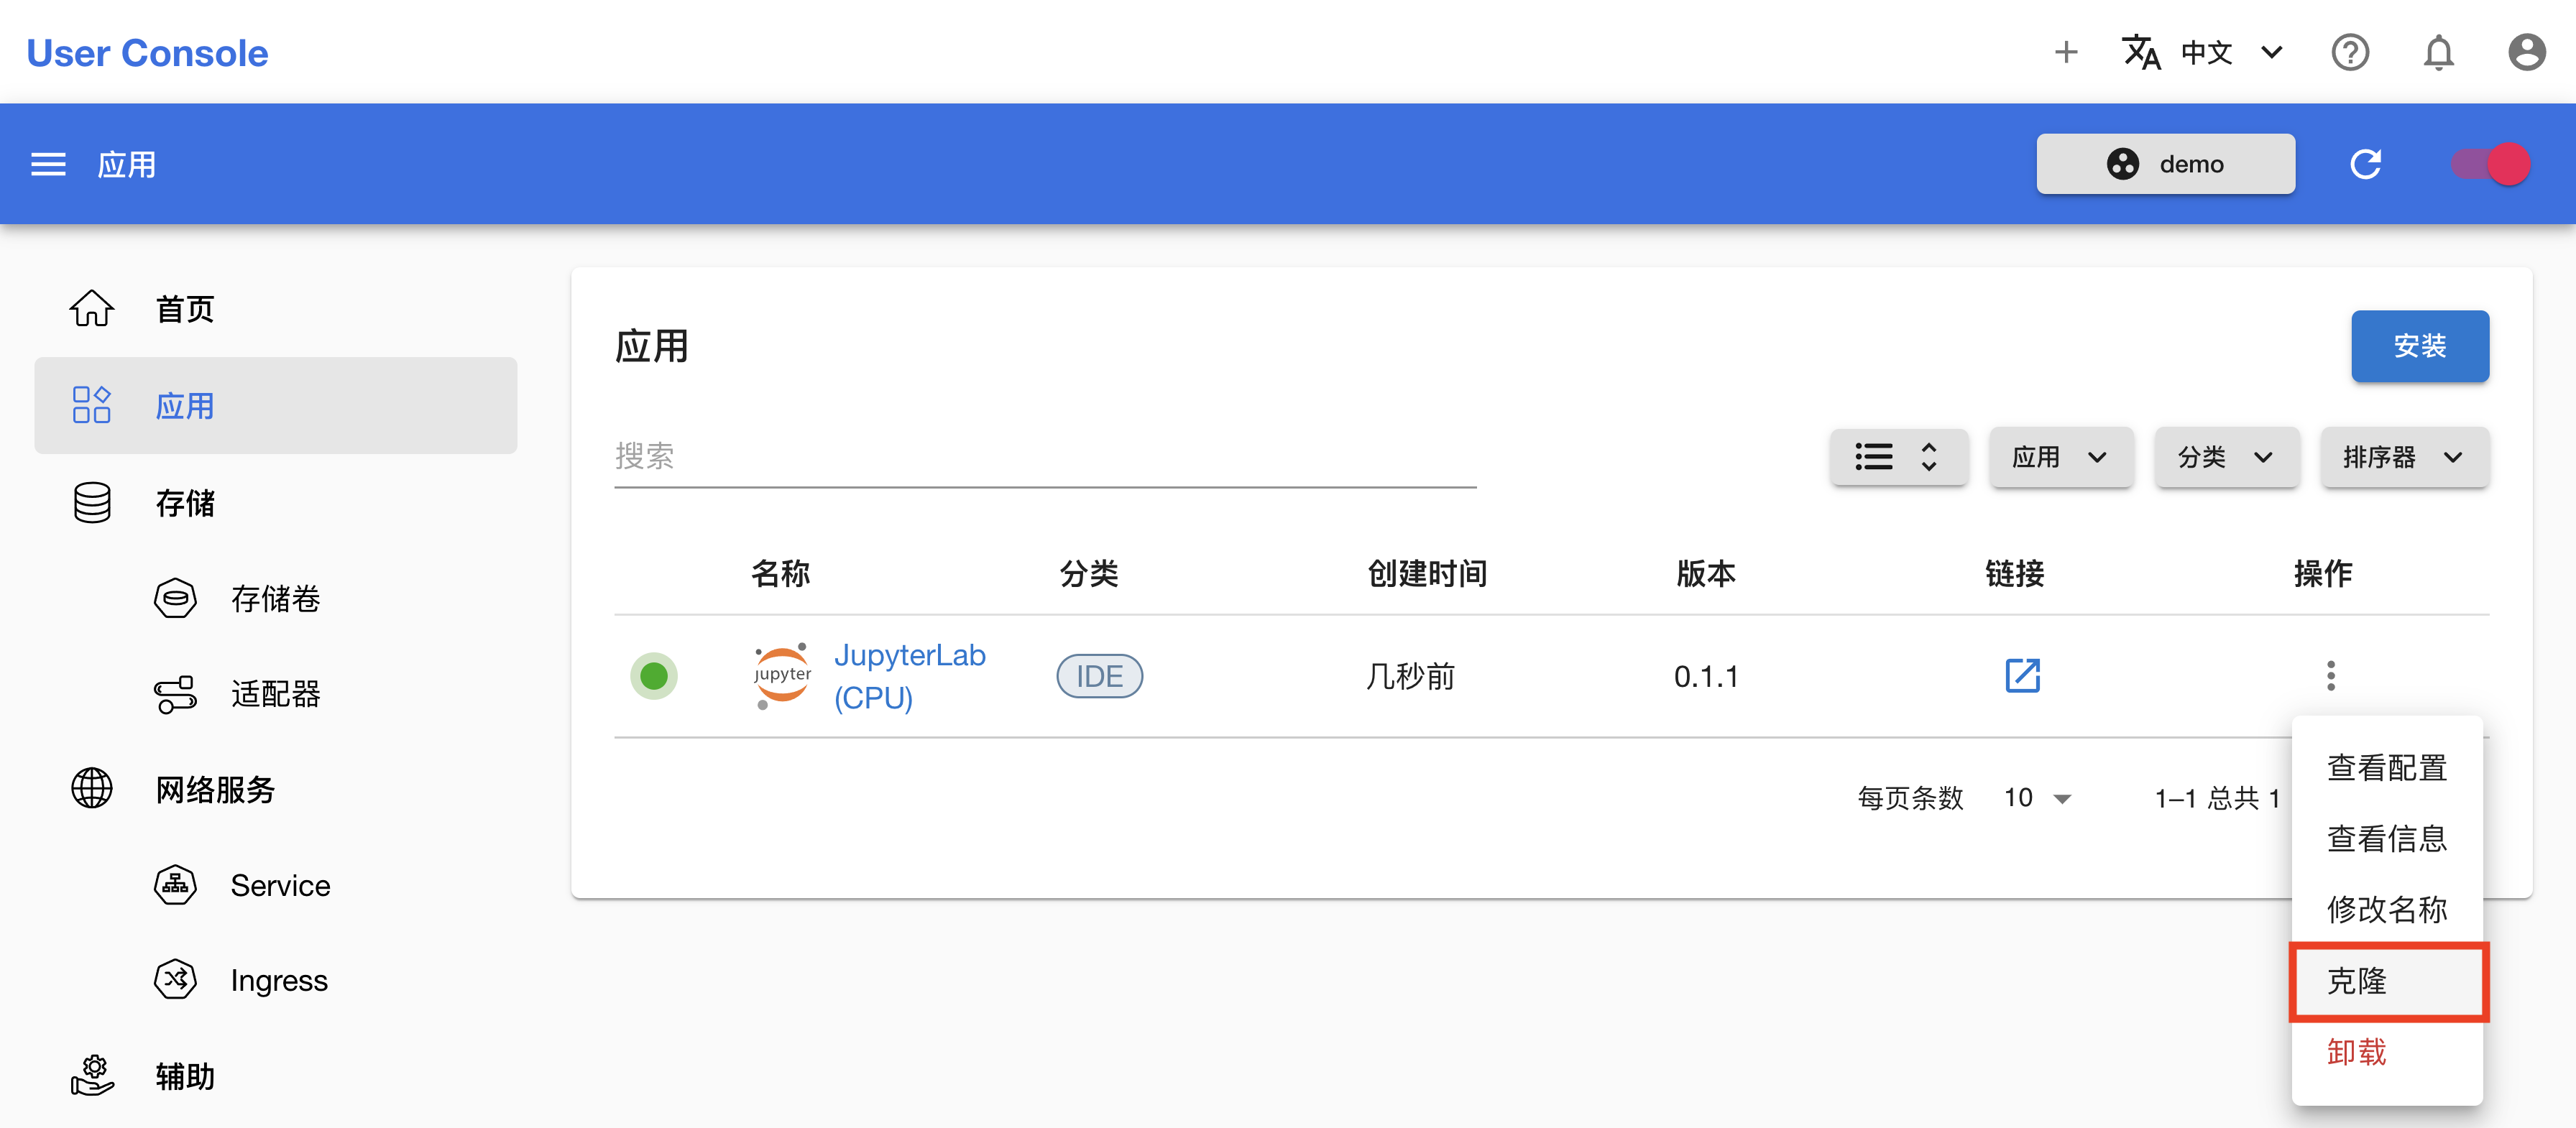 User Console
中文
应用
demo
首页
应用
存储
存储卷
适配器
网络服务
Service
Ingress
辅助
应用
安装
搜索
应用
分类
排序器
名称
分类
创建时间
版本
链接
操作
jupyter
JupyterLab
(CPU)
IDE
几秒前
0.1.1
每页条数
10
1–1 总共 1
查看配置
查看信息
修改名称
克隆
卸载